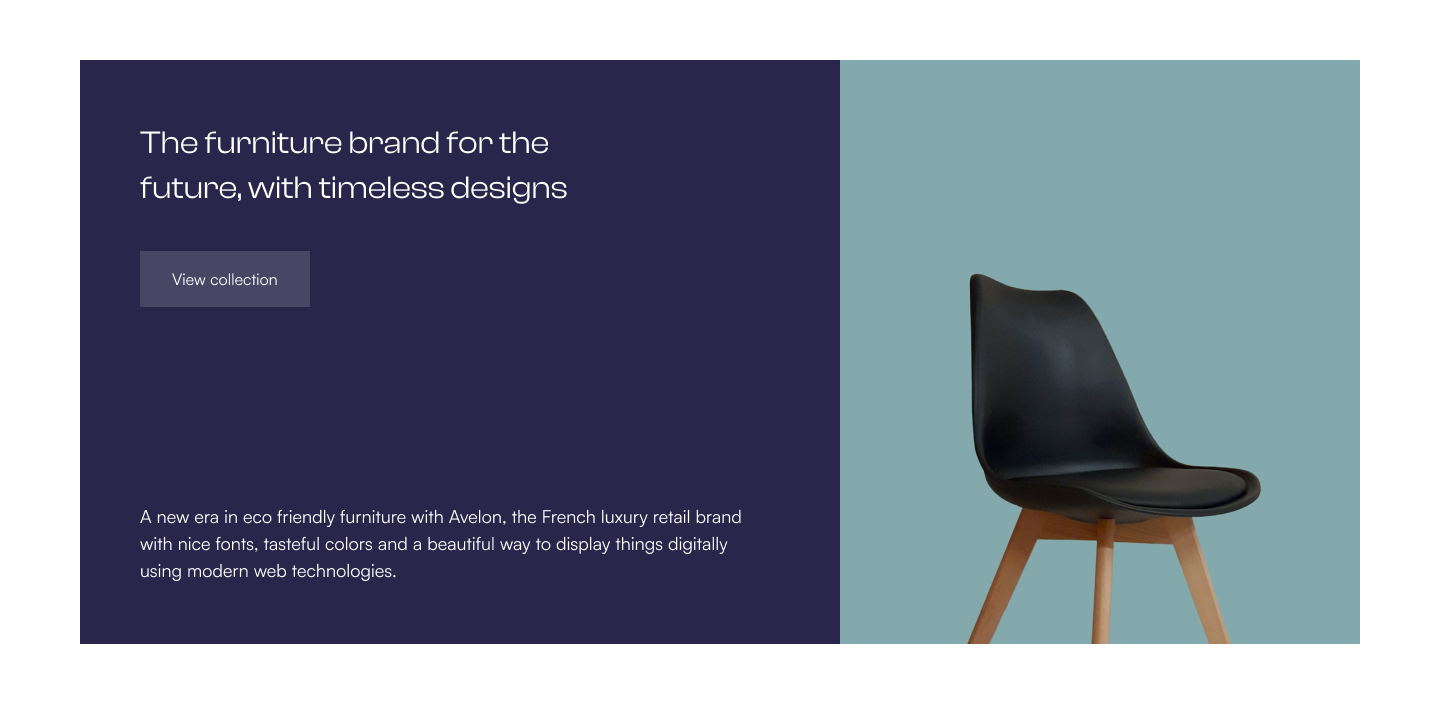 The furniture brand for the
future, with timeless designs
View collection
A new era in eco friendly furniture with Avelon, the French luxury retail brand
with nice fonts, tasteful colors and a beautiful way to display things digitally
using modern web technologies.